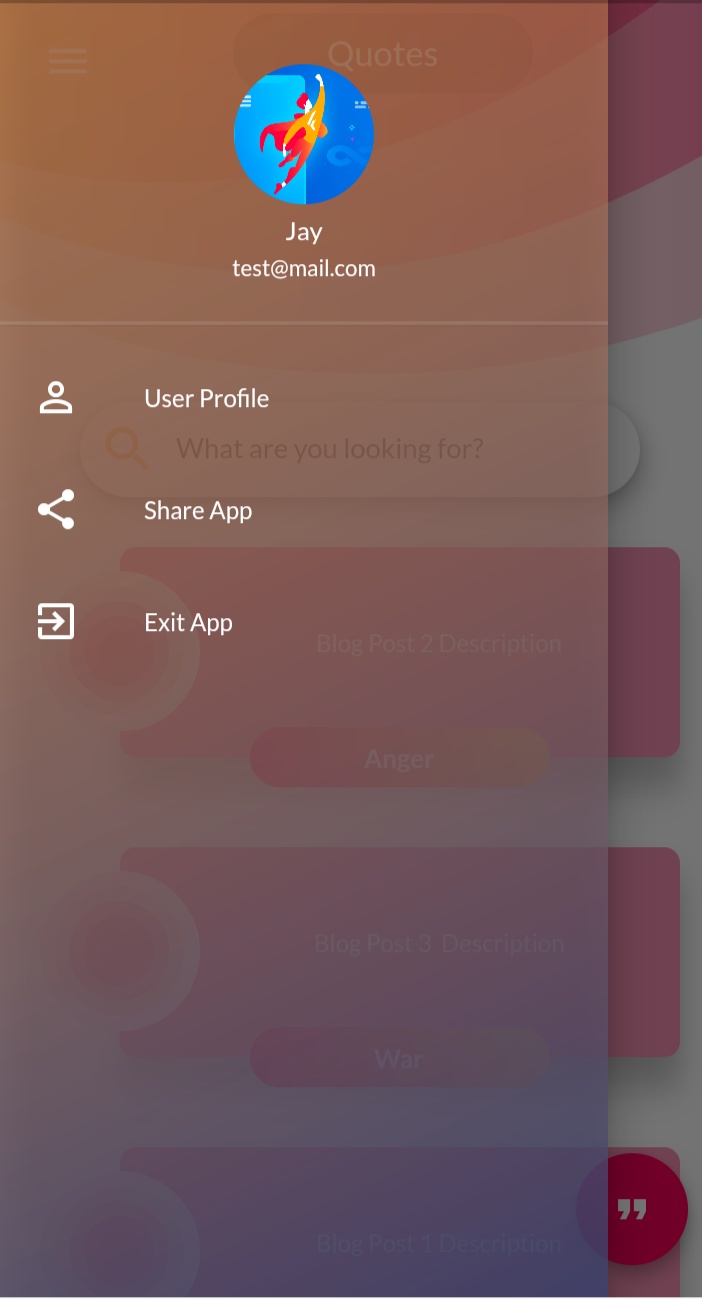 Quotes
Jay
test@mail.com
User Profile
What are you looking for?
Share App
Exit App
Blog Post 2 Description
Anger
Blog Post 3 Description
War
Blog Post 1 Description